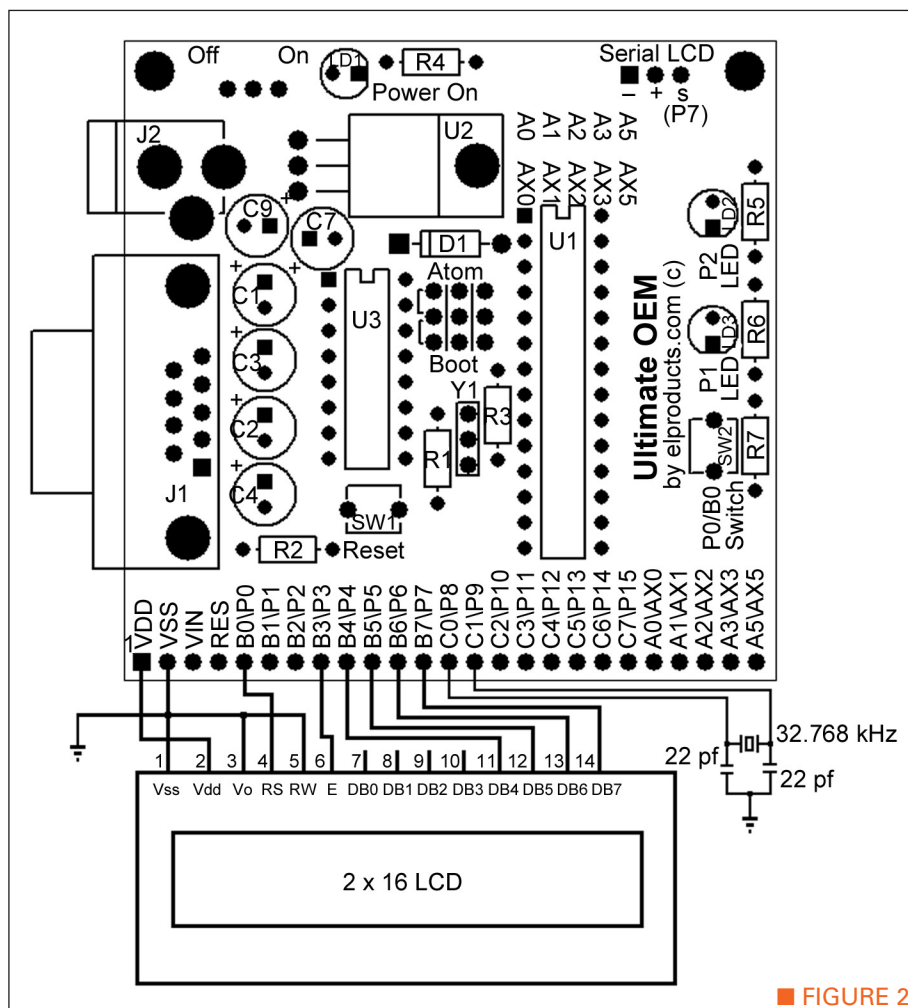 Off On LD1 R4 Serial LCD
Power On
− + s
(P7)
J2
U2
A0 A1 A2 A3 A5
AX0 AX1 AX2 AX3 AX5
C9 + C7 +
D1
U1
LD2 R5
P2
LED
Atom
+ C1
U3
Boot
LD3 R6
P1
LED
+ C3
Y1
R3
R1
+ C2
+ C4
J1
SW2 R7
P0/B0
Switch
Ultimate OEM
by elproducts.com (c)
SW1
R2 Reset
1
VDD
VSS
VIN
RES
B0\P0
B1\P1
B2\P2
B3\P3
B4\P4
B5\P5
B6\P6
B7\P7
C0\P8
C1\P9
C2\P10
C3\P11
C4\P12
C5\P13
C6\P14
C7\P15
A0\AX0
A1\AX1
A2\AX2
A3\AX3
A5\AX5
32.768 kHz
22 pf
22 pf
1 2 3 4 5 6 7 8 9 10 11 12 13 14
Vss Vdd Vo RS RW E DB0 DB1 DB2 DB3 DB4 DB5 DB6 DB7
2 x 16 LCD
■ FIGURE 2